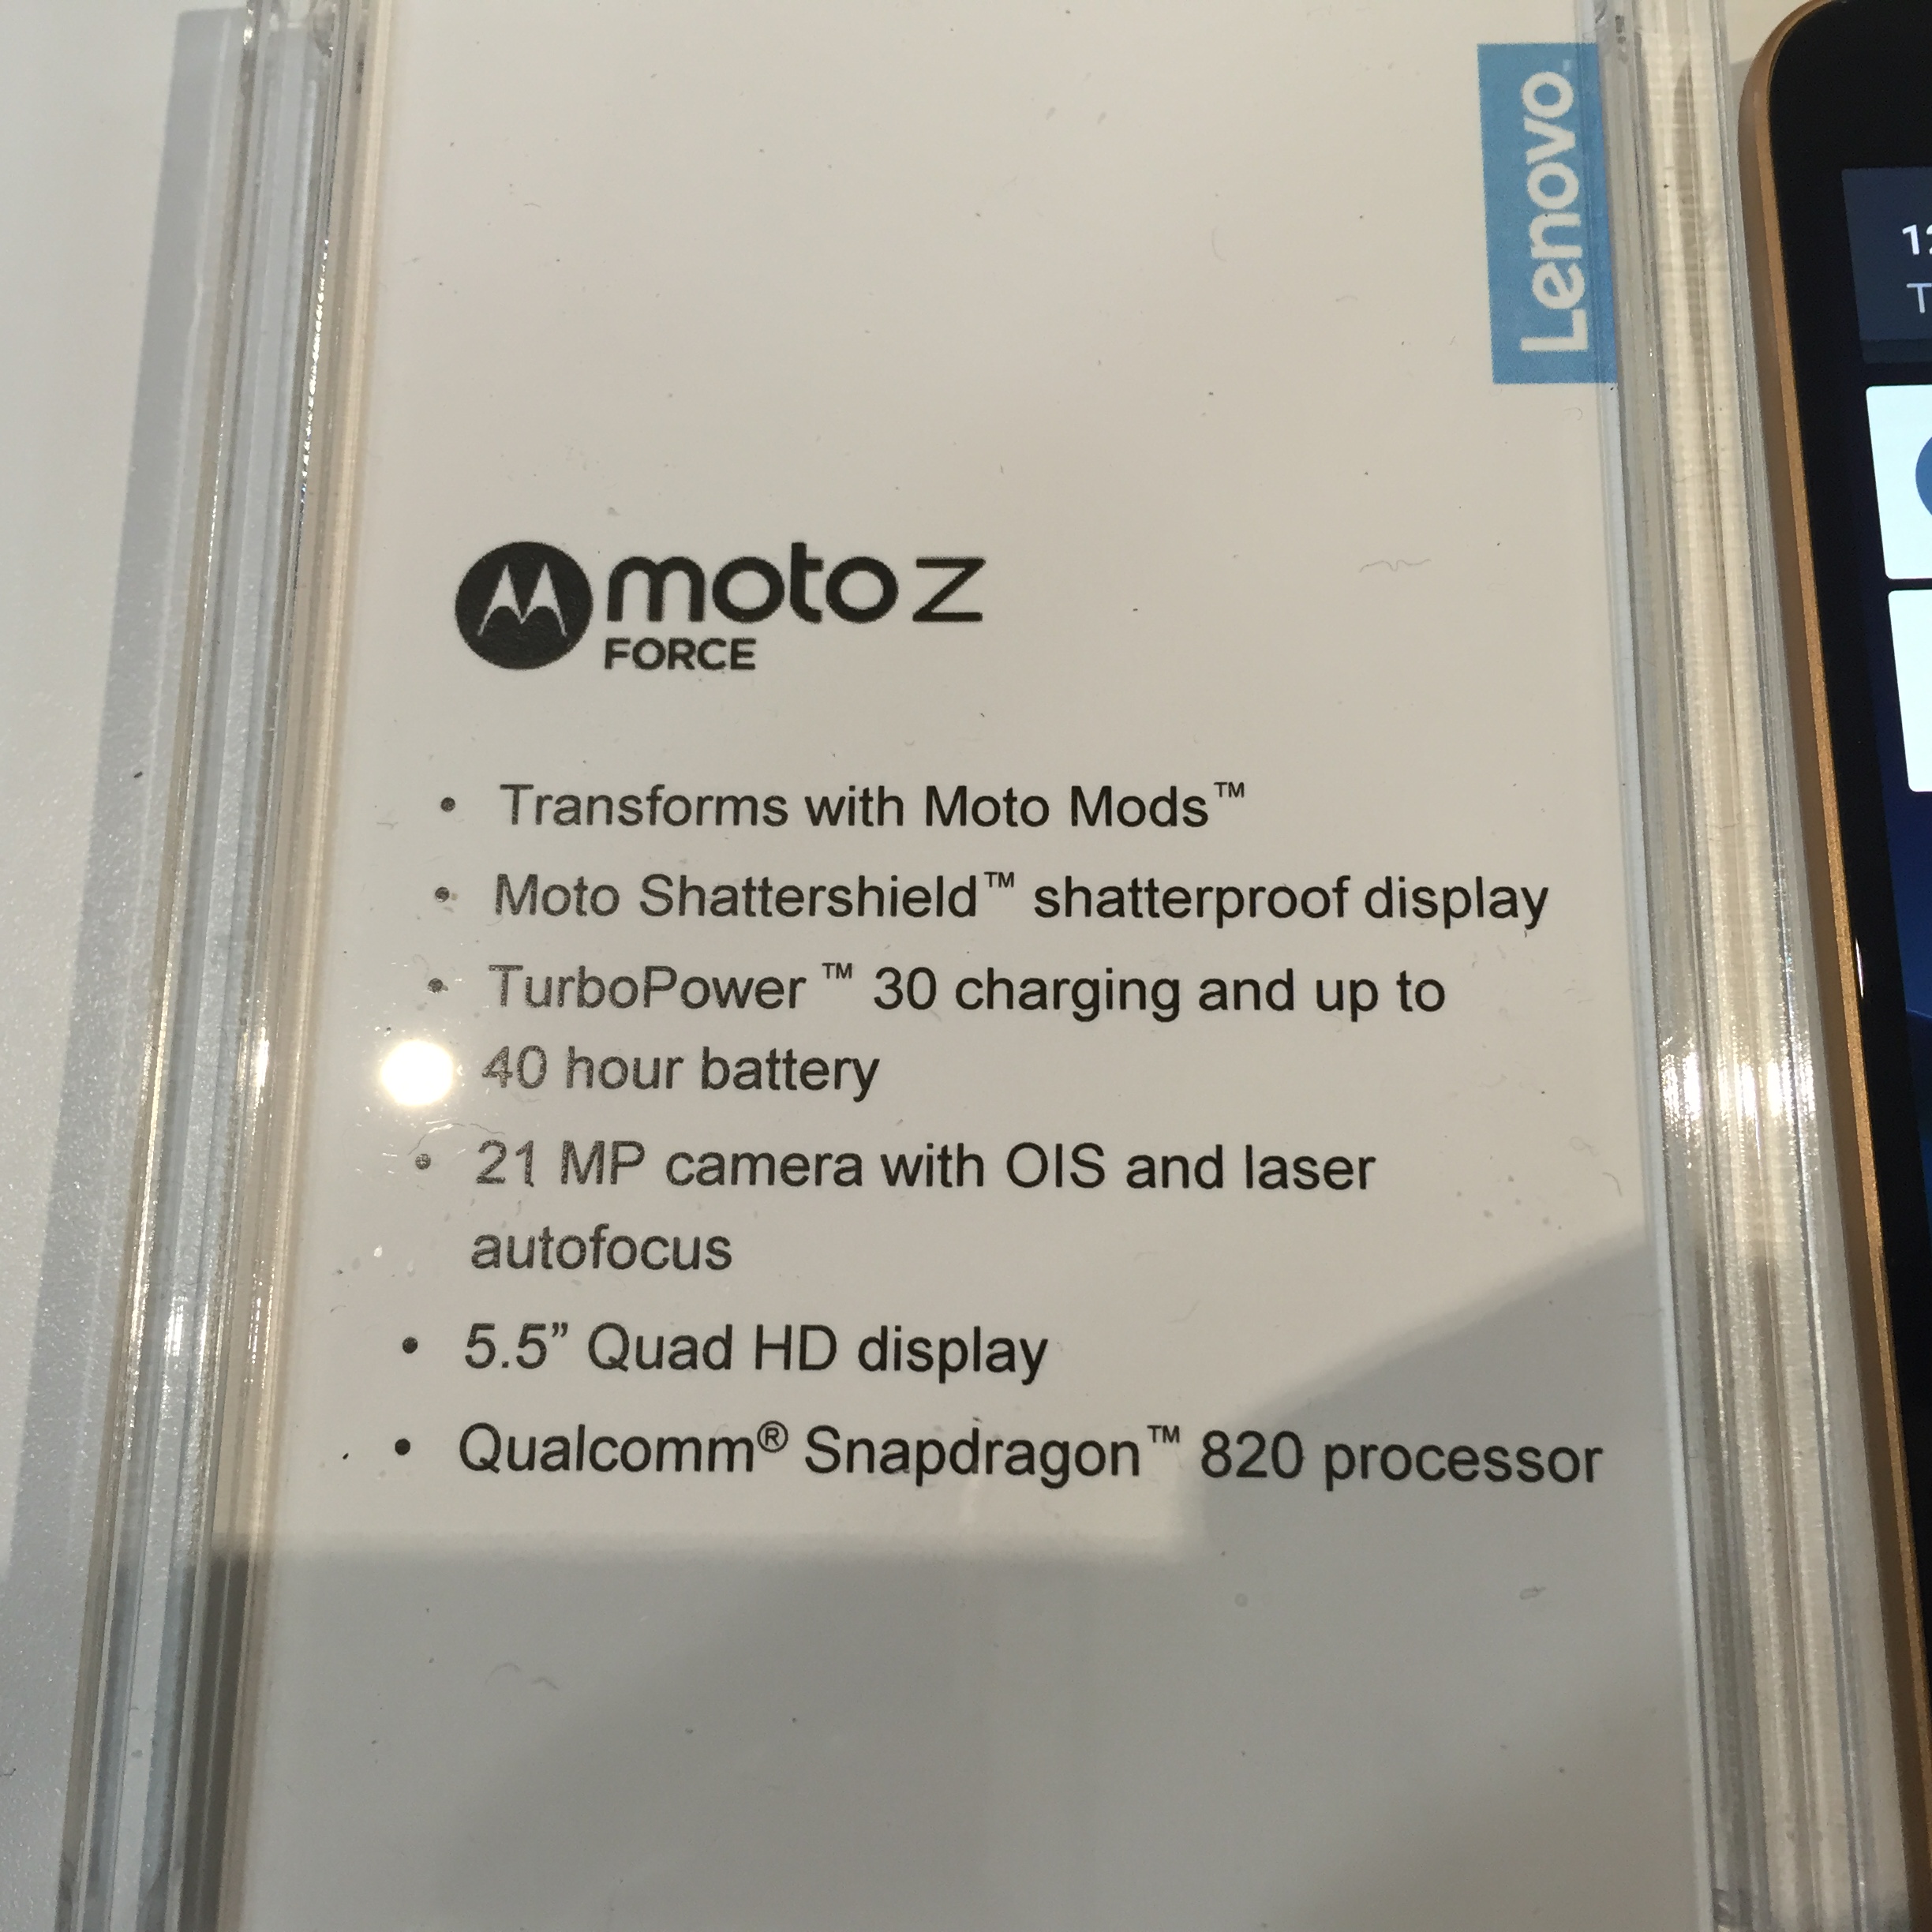 Lenovo.
moto z
FORCE
• Transforms with Moto Mods™
• Moto Shattershield™ shatterproof display
• TurboPower ™ 30 charging and up to
40 hour battery
• 21 MP camera with OIS and laser
autofocus
• 5.5” Quad HD display
• Qualcomm® Snapdragon™ 820 processor